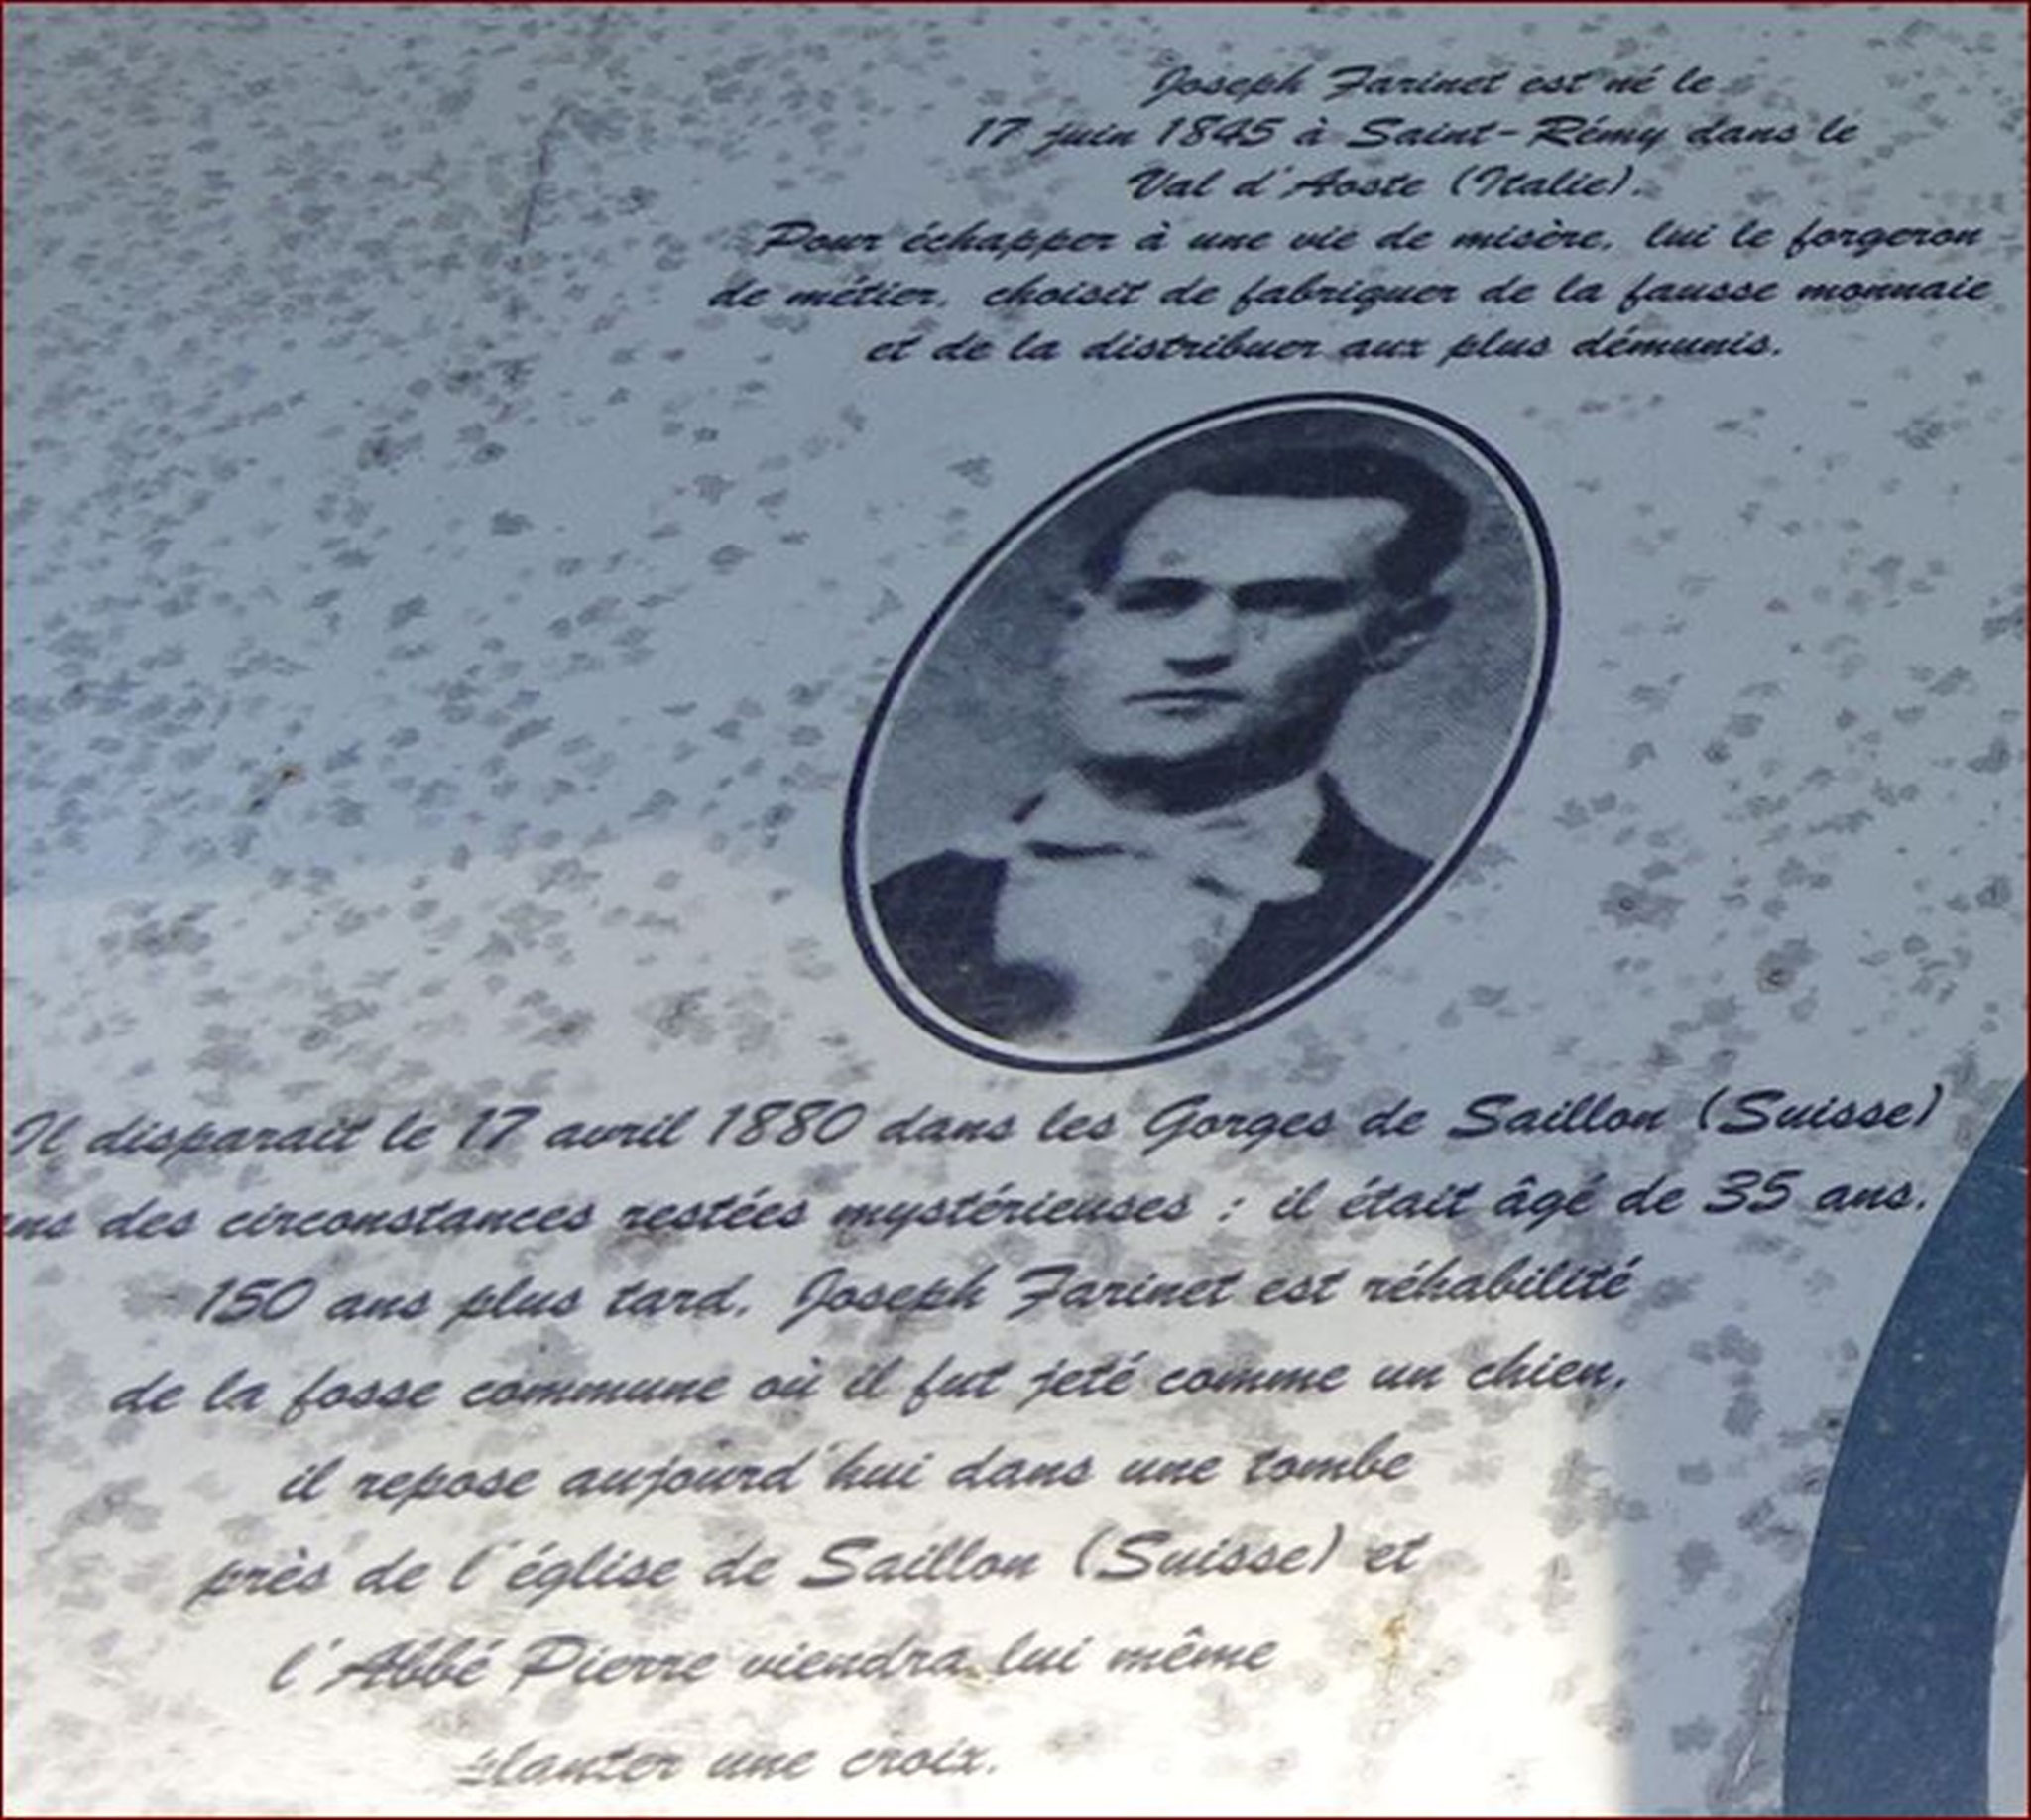 Joseph Farinet est né le
17 juin 1845 à Saint-Rémy dans le
Val d'Aoste (Italie).
Pour échapper à une vie de misère, lui le forgeron
de métier, choisit de fabriquer de la fausse monnaie
et de la distribuer aux plus démunis.
Il disparait le 17 avril 1880 dans les Gorges de Saillon (Suisse)
des circonstances restées mystérieuses : il était âgé de 35 ans.
150 ans plus tard, Joseph Farinet est réhabilité
de la fosse commune où il fut jeté comme un chien,
il repose aujourd'hui dans une tombe
près de l'église de Saillon (Suisse) et
l'Abbé Pierre viendra lui même
planter une croix.